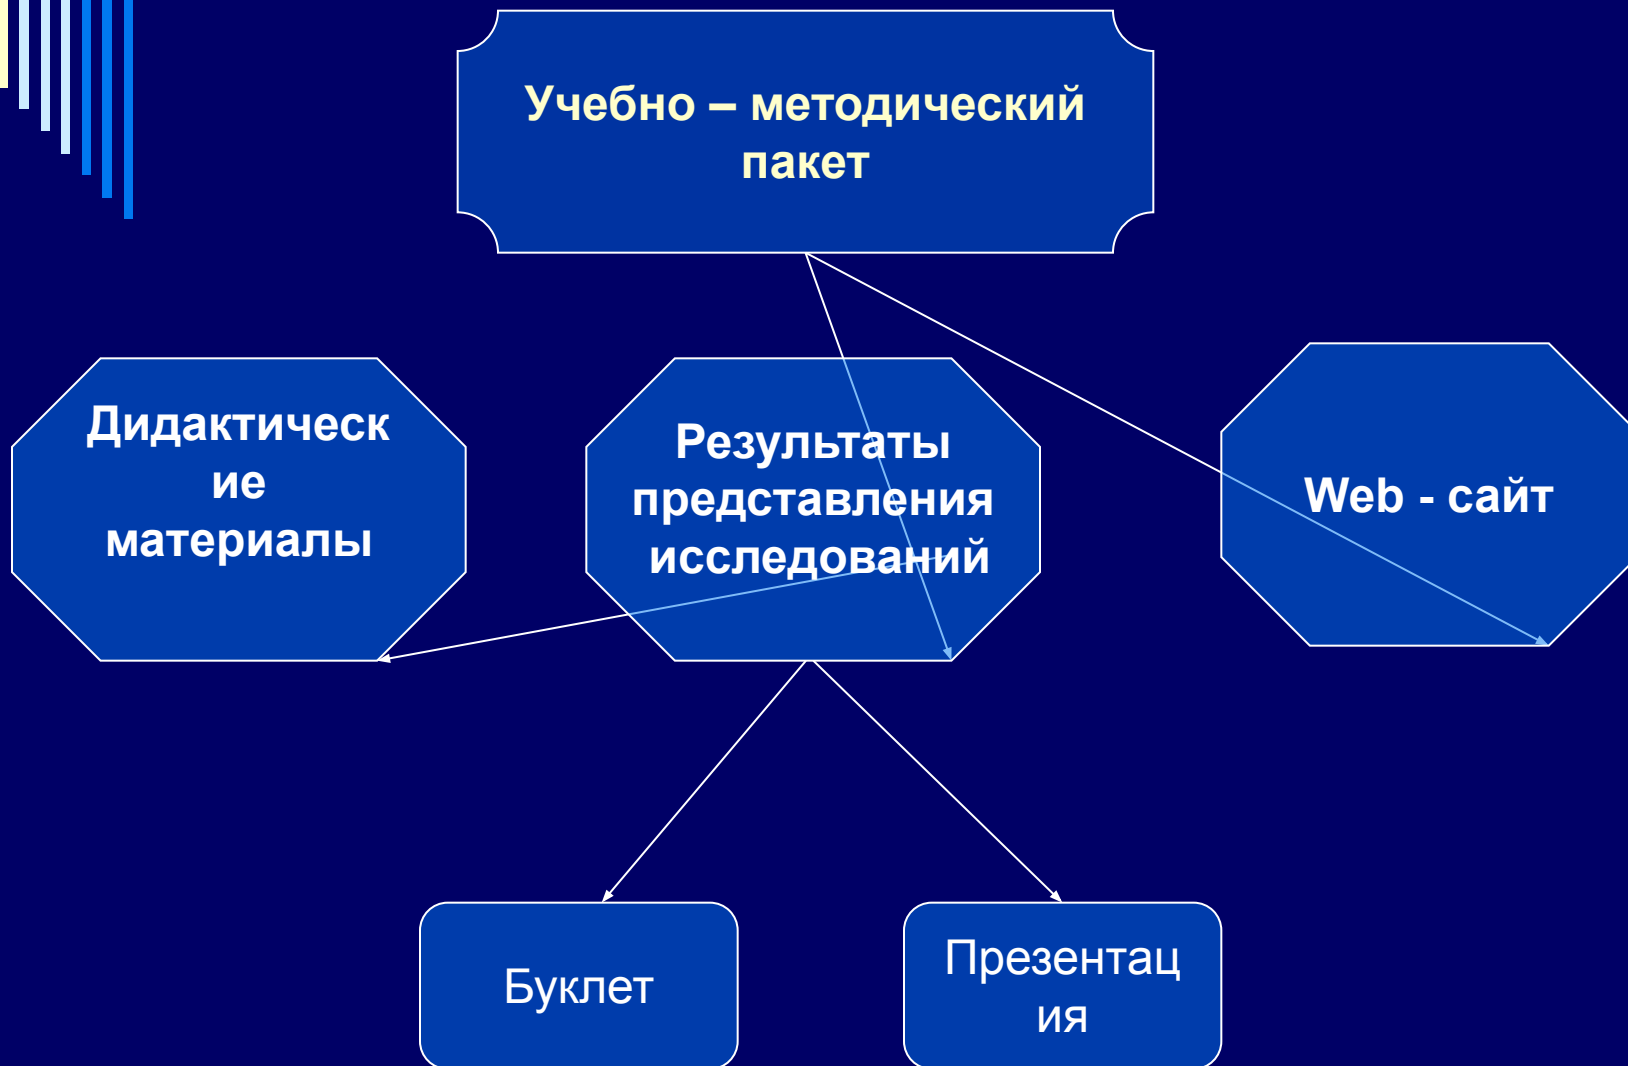 Учебно – методический
пакет
Дидактическ
ие
материалы
Результаты
представления
исследований
Web - сайт
Буклет
Презентац
ия